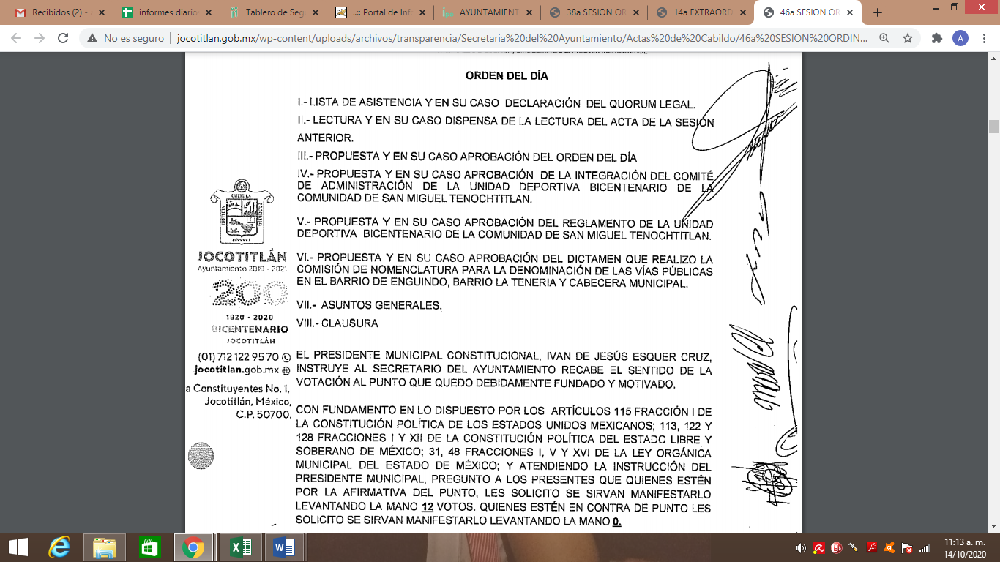 Recibidos (2) -
informes diario
Tablero de Seg
..:: Portal de Info
AYUNTAMIENT
38a SESION OR
14a EXTRAORD
46a SESION OR
No es seguro
jocotitlan.gob.mx/wp-content/uploads/archivos/transparencia/Secretaria%20del%20Ayuntamiento/Actas%20de%20Cabildo/46a%20SESION%20ORDIN...
A
ORDEN DEL DÍA
I.- LISTA DE ASISTENCIA Y EN SU CASO DECLARACIÓN DEL QUORUM LEGAL.
II.- LECTURA Y EN SU CASO DISPENSA DE LA LECTURA DEL ACTA DE LA SESIÓN
ANTERIOR.
III.- PROPUESTA Y EN SU CASO APROBACIÓN DEL ORDEN DEL DÍA
IV.- PROPUESTA Y EN SU CASO APROBACIÓN DE LA INTEGRACIÓN DEL COMITÉ
DE ADMINISTRACIÓN DE LA UNIDAD DEPORTIVA BICENTENARIO DE LA
COMUNIDAD DE SAN MIGUEL TENOCHTITLAN.
V.- PROPUESTA Y EN SU CASO APROBACIÓN DEL REGLAMENTO DE LA UNIDAD
DEPORTIVA BICENTENARIO DE LA COMUNIDAD DE SAN MIGUEL TENOCHTITLAN.
VI.- PROPUESTA Y EN SU CASO APROBACIÓN DEL DICTAMEN QUE REALIZO LA
COMISIÓN DE NOMENCLATURA PARA LA DENOMINACIÓN DE LAS VÍAS PÚBLICAS
EN EL BARRIO DE ENGUINDO, BARRIO LA TENERIA Y CABECERA MUNICIPAL.
VII.- ASUNTOS GENERALES.
VIII.- CLAUSURA
CULTURA
JOCOTITLÁN
Ayuntamiento 2019 - 2021
200
1820 - 2020
BICENTENARIO
JOCOTITLÁN
(01) 712 122 95 70
jocotitlan.gob.mx
a Constituyentes No. 1,
Jocotitlán, México,
C.P. 50700.
EL PRESIDENTE MUNICIPAL CONSTITUCIONAL, IVAN DE JESÚS ESQUER CRUZ,
INSTRUYE AL SECRETARIO DEL AYUNTAMIENTO RECABE EL SENTIDO DE LA
VOTACIÓN AL PUNTO QUE QUEDO DEBIDAMENTE FUNDADO Y MOTIVADO.
CON FUNDAMENTO EN LO DISPUESTO POR LOS ARTÍCULOS 115 FRACCIÓN I DE
LA CONSTITUCIÓN POLÍTICA DE LOS ESTADOS UNIDOS MEXICANOS; 113, 122 Y
128 FRACCIONES I Y XII DE LA CONSTITUCIÓN POLÍTICA DEL ESTADO LIBRE Y
SOBERANO DE MÉXICO; 31, 48 FRACCIONES I, V Y XVI DE LA LEY ORGÁNICA
MUNICIPAL DEL ESTADO DE MÉXICO; Y ATENDIENDO LA INSTRUCCIÓN DEL
PRESIDENTE MUNICIPAL, PREGUNTO A LOS PRESENTES QUE QUIENES ESTÉN
POR LA AFIRMATIVA DEL PUNTO, LES SOLICITO SE SIRVAN MANIFESTARLO
LEVANTANDO LA MANO 12 VOTOS. QUIENES ESTÉN EN CONTRA DE PUNTO LES
SOLICITO SE SIRVAN MANIFESTARLO LEVANTANDO LA MANO 0.
11:13 a. m.
14/10/2020